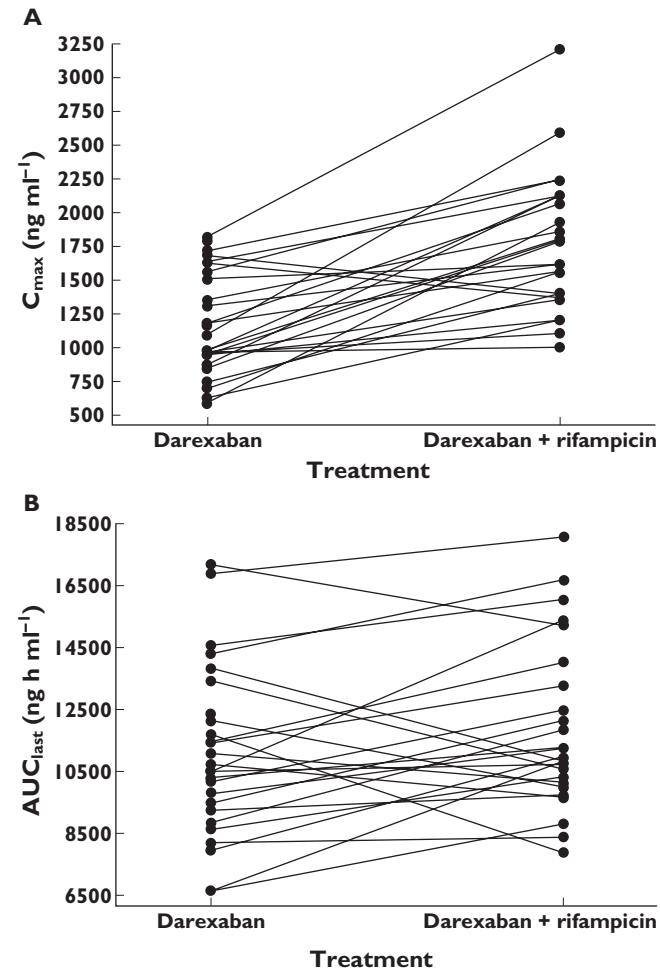 A
3250
3000
2750
2500
2250
2000
1750
1500
1250
1000
750
500
Cmax (ng ml⁻¹)
Darexaban Darexaban + rifampicin
Treatment
B
18500
16500
14500
12500
10500
8500
6500
AUClast (ng h ml⁻¹)
Darexaban Darexaban + rifampicin
Treatment